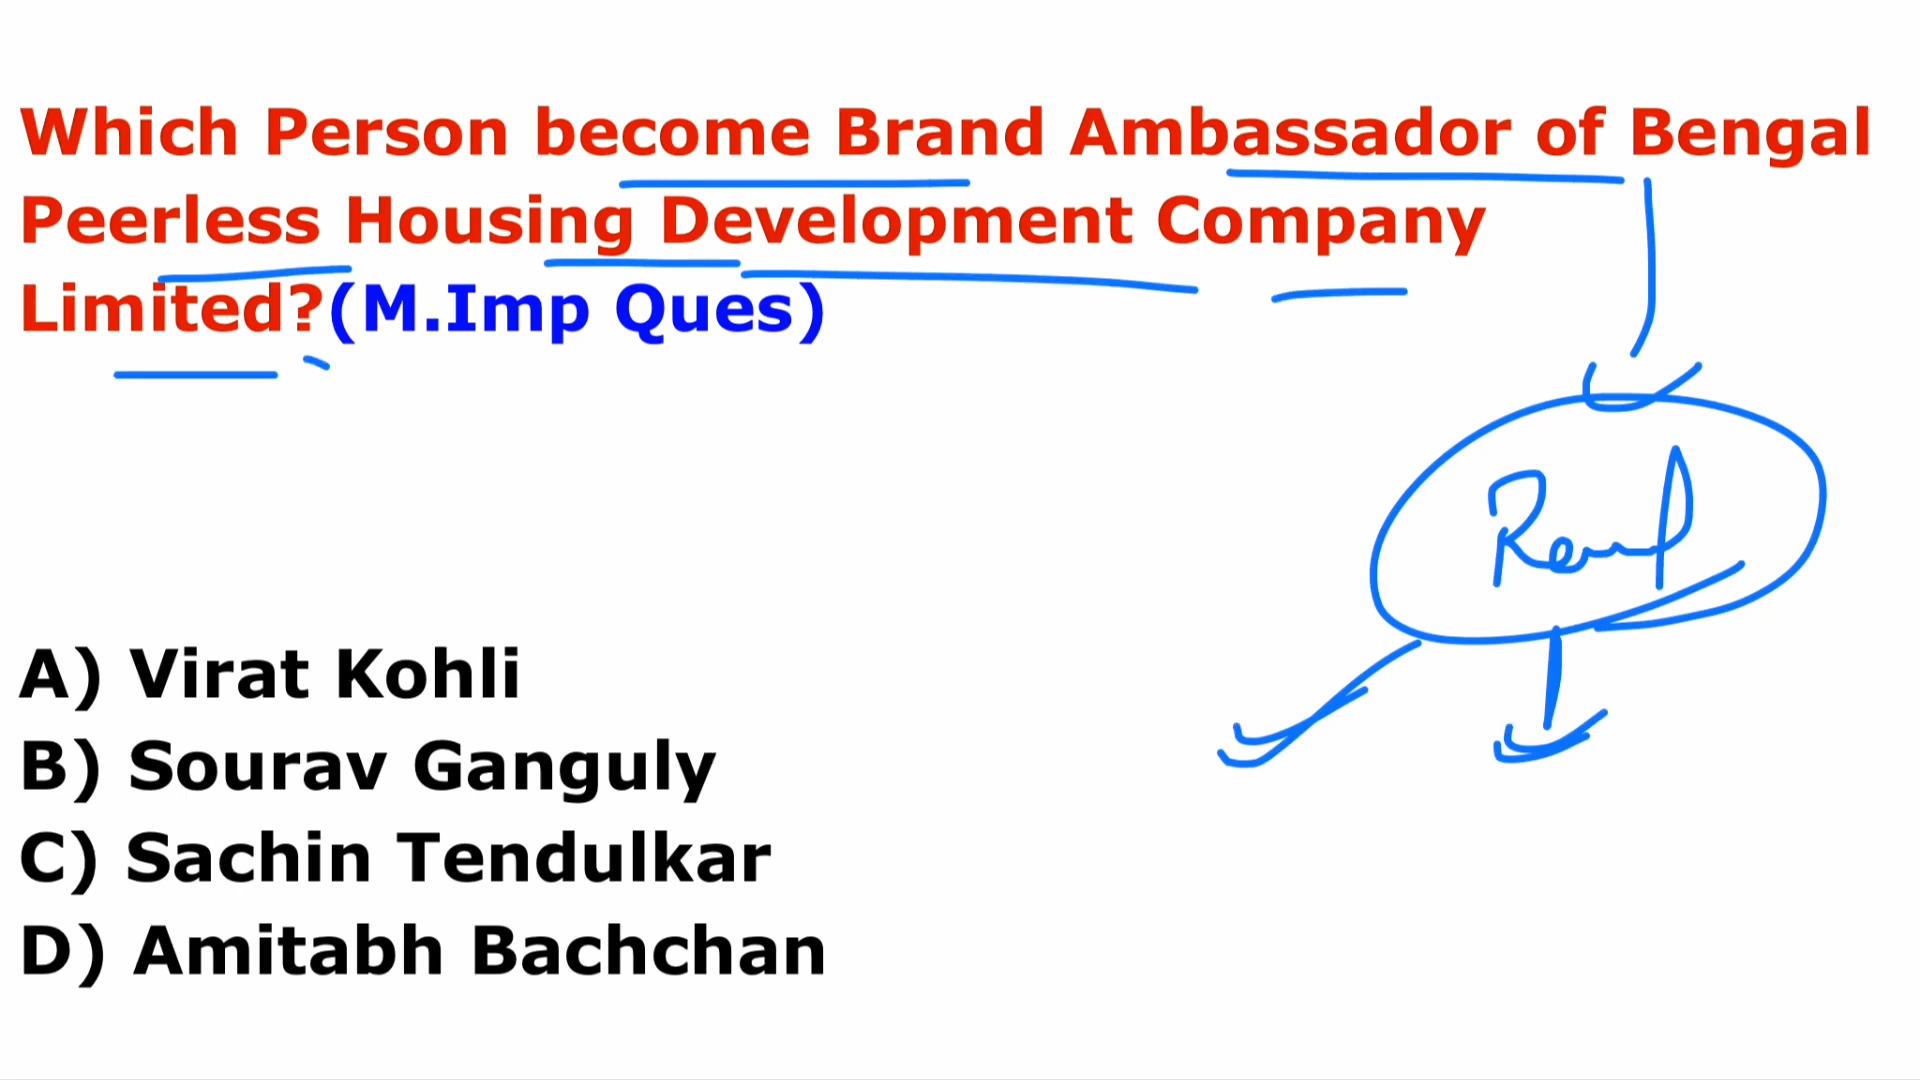 Which Person become Brand Ambassador of Bengal
Peerless Housing Development Company
Limited?(M.Imp Ques)
A) Virat Kohli
B) Sourav Ganguly
C) Sachin Tendulkar
D) Amitabh Bachchan